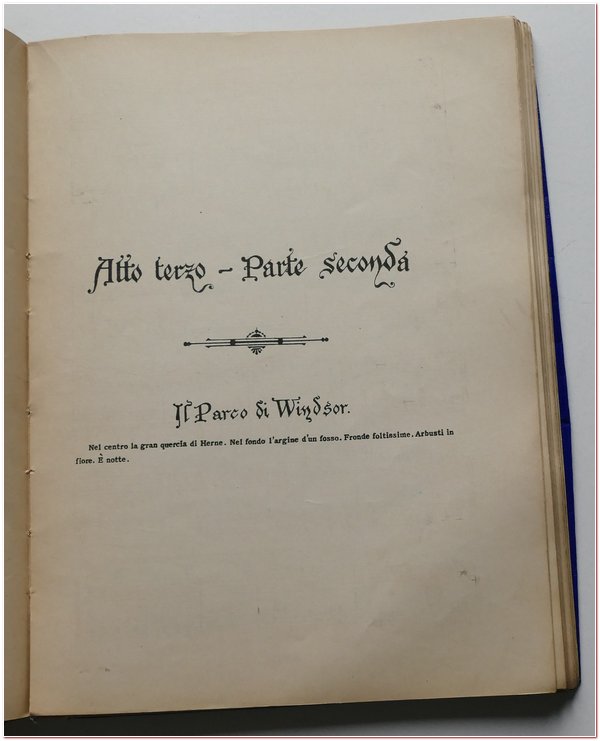 Atto terzo - Parte seconda
Il Parco di Windsor.
Nel centro la gran quercia di Herne. Nel fondo l'argine d'un fosso. Fronde foltissime. Arbusti in
fiore. È notte.